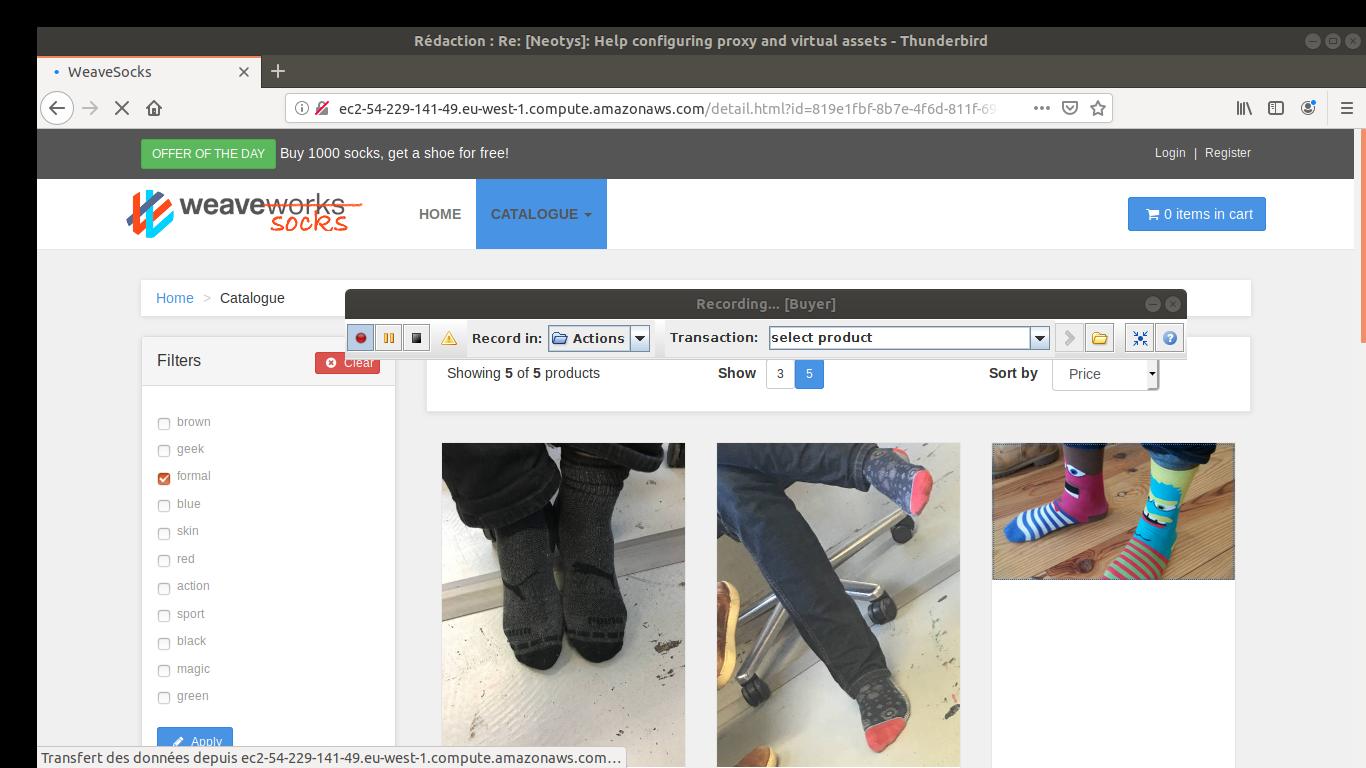 Rédaction : Re: [Neotys]: Help configuring proxy and virtual assets - Thunderbird
WeaveSocks
ec2-54-229-141-49.eu-west-1.compute.amazonaws.com/detail.html?id=819e1fbf-8b7e-4f6d-811f-69
OFFER OF THE DAY Buy 1000 socks, get a shoe for free!
Login | Register
weaveworks
socks
HOME
CATALOGUE
0 items in cart
Home > Catalogue
Recording... [Buyer]
Record in: Actions Transaction: select product
Filters
Clear
Showing 5 of 5 products
Show 3 5
Sort by Price
brown
geek
formal
blue
skin
red
action
sport
black
magic
green
Apply
Transfert des données depuis ec2-54-229-141-49.eu-west-1.compute.amazonaws.com…